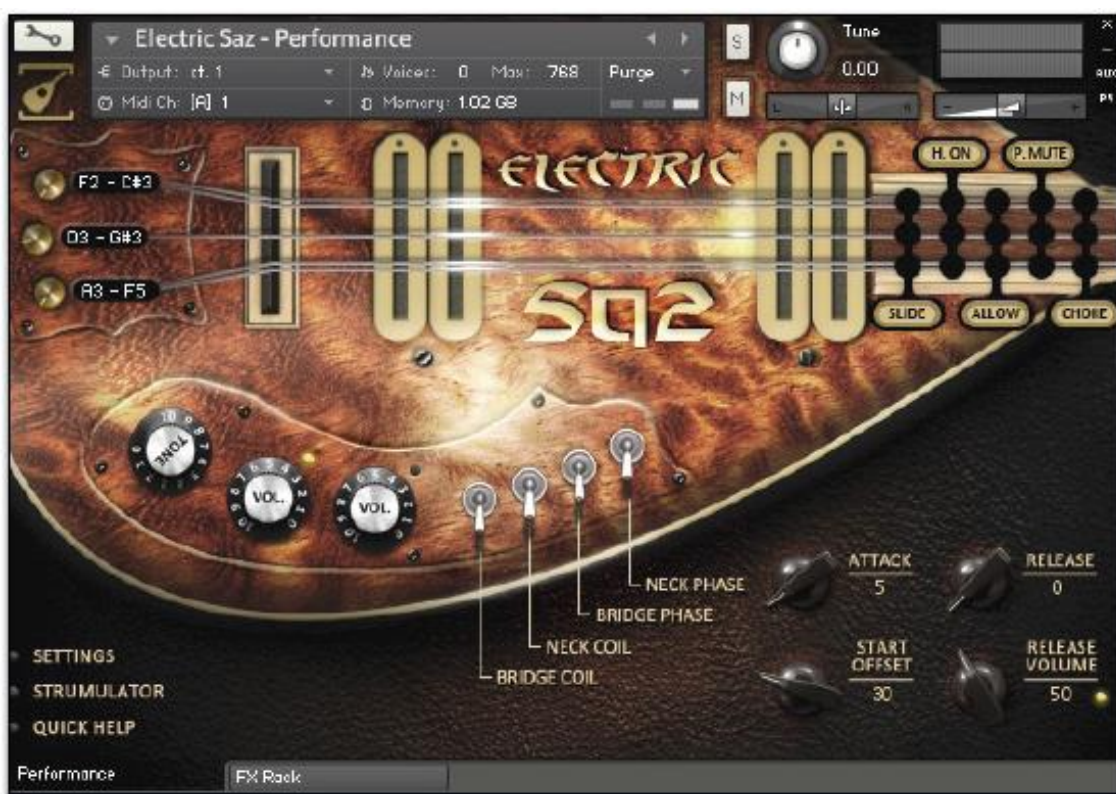 Electric Saz - Performance
Output: st. 1
Voices: 0 Max: 768
Purge
Midi Ch: [A] 1
Memory: 1.02 GB
S
M
Tune
0.00
L
R
-
+
×
-
aux
pv
ELECTRIC
SaZ
F2 - C#3
D3 - G#3
A3 - F5
H. ON
P. MUTE
SLIDE
ALLOW
CHOKE
TONE
VOL.
VOL.
NECK PHASE
BRIDGE PHASE
NECK COIL
BRIDGE COIL
ATTACK
5
RELEASE
0
START
OFFSET
30
RELEASE
VOLUME
50
SETTINGS
STRUMULATOR
QUICK HELP
Performance
FX Rack